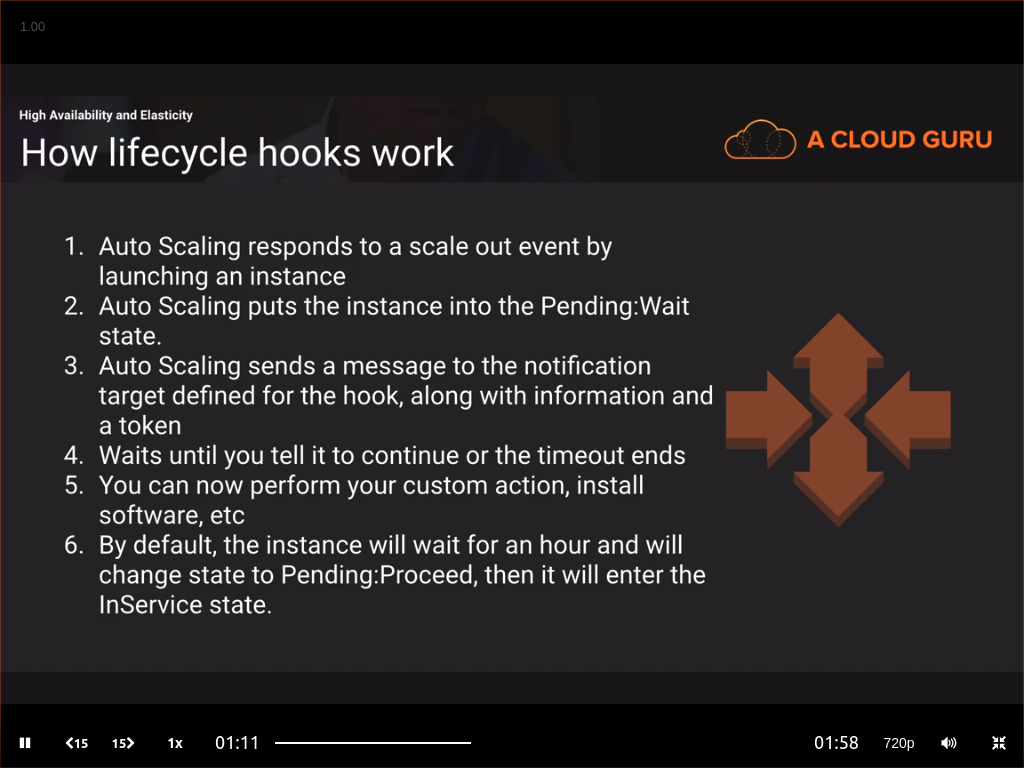 1.00
High Availability and Elasticity
How lifecycle hooks work
A CLOUD GURU
1. Auto Scaling responds to a scale out event by
launching an instance
2. Auto Scaling puts the instance into the Pending:Wait
state.
3. Auto Scaling sends a message to the notification
target defined for the hook, along with information and
a token
4. Waits until you tell it to continue or the timeout ends
5. You can now perform your custom action, install
software, etc
6. By default, the instance will wait for an hour and will
change state to Pending:Proceed, then it will enter the
InService state.
15 15 1x 01:11 01:58 720p